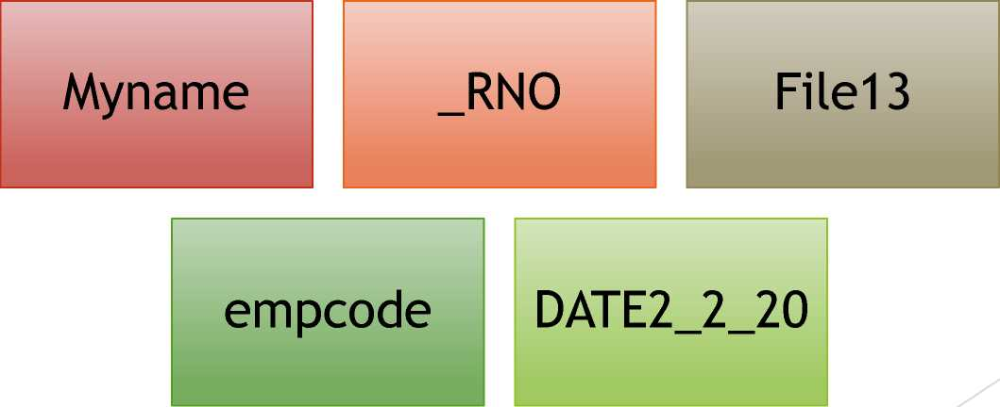 Myname
_RNO
File13
empcode
DATE2_2_20